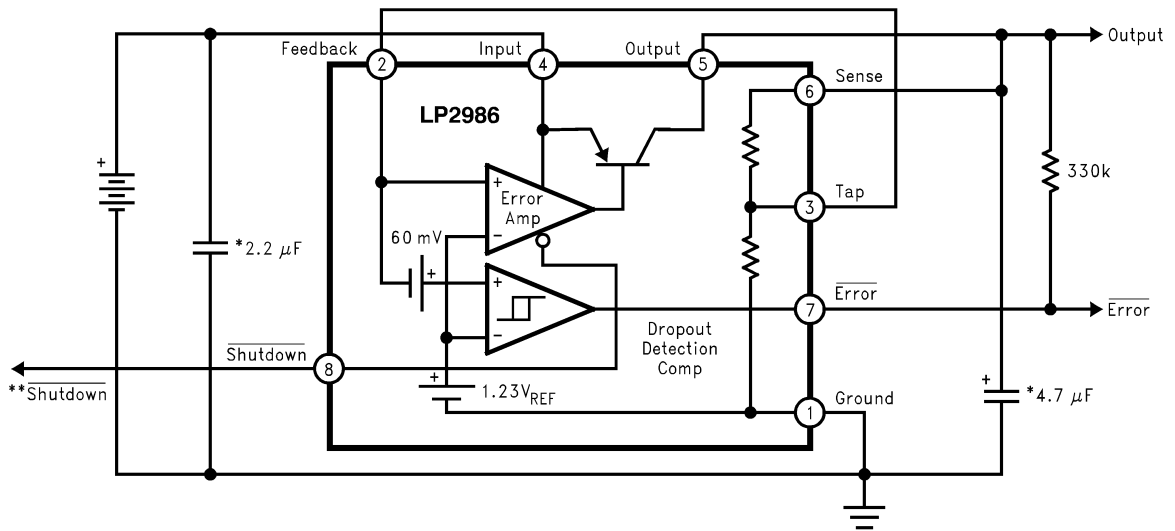 Feedback
Input
Output
Output
2
4
5
Sense
6
LP2986
+
+
Error
Amp
330k
Tap
3
60 mV
−
*2.2 µF
+
+
Error
7
Error
Dropout
Detection
Comp
−
Shutdown
8
**Shutdown
+
1.23VREF
Ground
1
+
*4.7 µF